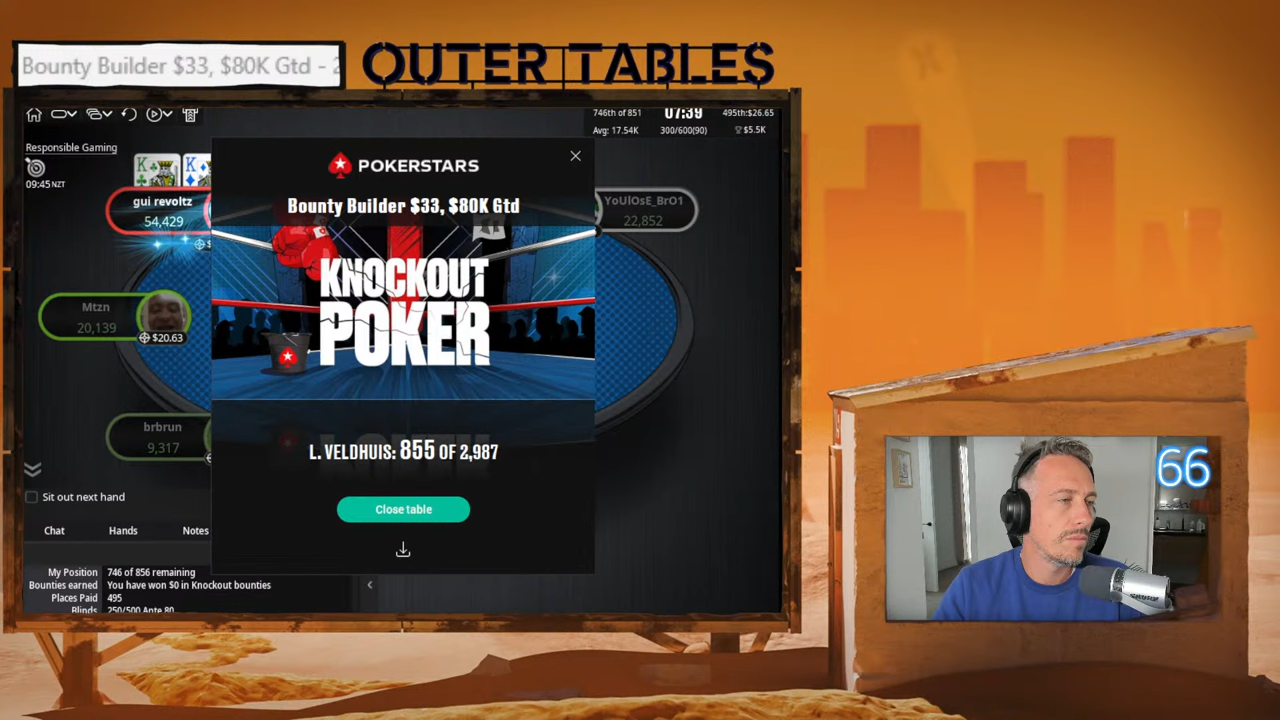 Bounty Builder $33, $80K Gtd -
OUTER TABLES
746th of 851
07:39
495th:$26.65
Avg: 17.54K
300/600(90)
$5.5K
Responsible Gaming
09:45 NZT
K K
gui revoltz
54,429
POKERSTARS
Bounty Builder $33, $80K Gtd
KNOCKOUT
POKER
YoUlOsE_BrO1
22,852
Mtzn
20,139
$20.63
brbrun
9,317
L. VELDHUIS: 855 OF 2,987
Close table
66
Sit out next hand
Chat Hands Notes
My Position 746 of 856 remaining
Bounties earned You have won $0 in Knockout bounties
Places Paid 495
Blinds 250/500 Ante 80